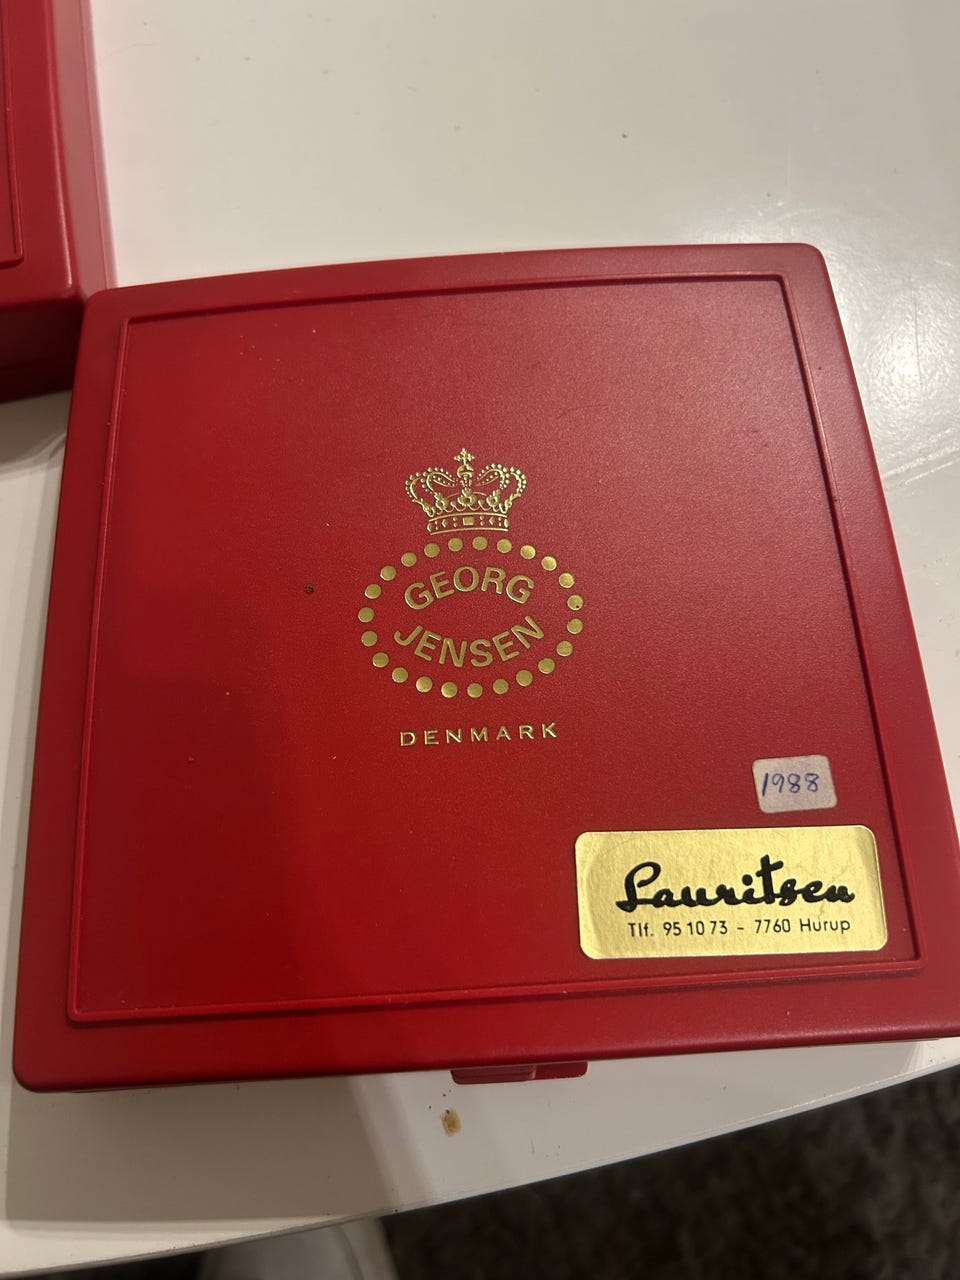 GEORG
JENSEN
DENMARK
1988
Lauritsen
Tlf. 95 10 73 - 7760 Hurup